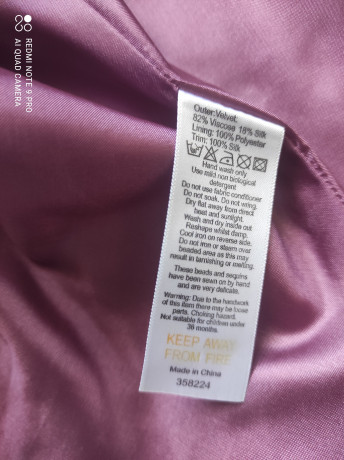 REDMI NOTE 9 PRO
AI QUAD CAMERA
Outer:Velvet:
82% Viscose 18% Silk
Lining: 100% Polyester
Trim: 100% Silk
Hand wash only
Use mild non biological
detergent
Do not use fabric conditioner
Do not soak. Do not wring.
Dry flat away from direct
heat and sunlight.
Wash and dry inside out
Reshape whilst damp.
Cool iron on reverse side.
Do not iron or steam over
beaded area as this may
result in tarnishing or melting.
These beads and sequins
have been sewn on by hand
and are very delicate.
Warning: Due to the handwork
of this item there may be loose
parts. Choking hazard.
Not suitable for children under
36 months.
KEEP AWAY
FROM FIRE
Made in China
358224